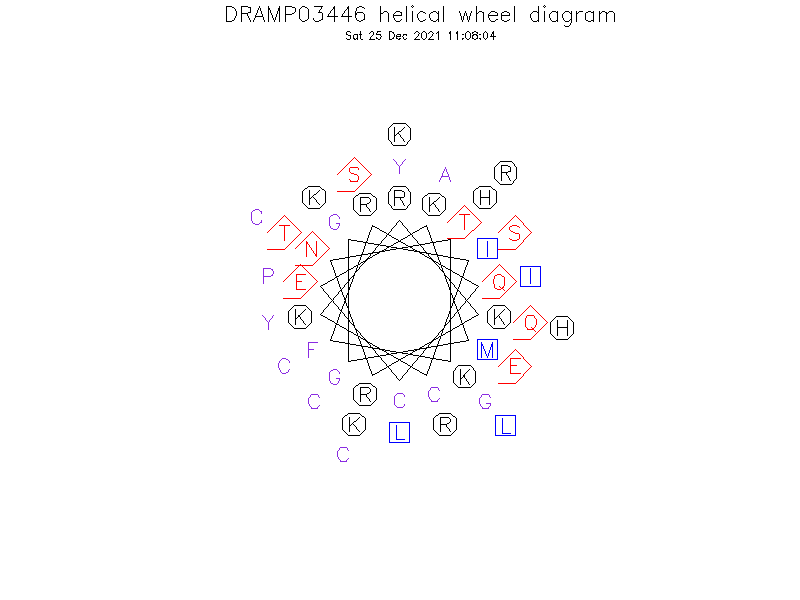 DRAMP03446 helical wheel diagram
Sat 25 Dec 2021 11:08:04
K
S Y A R
K R R K H
C T G T S
N I
P E Q I
Y K K Q H
F M
C G K E
C R C C G
K L R L
C